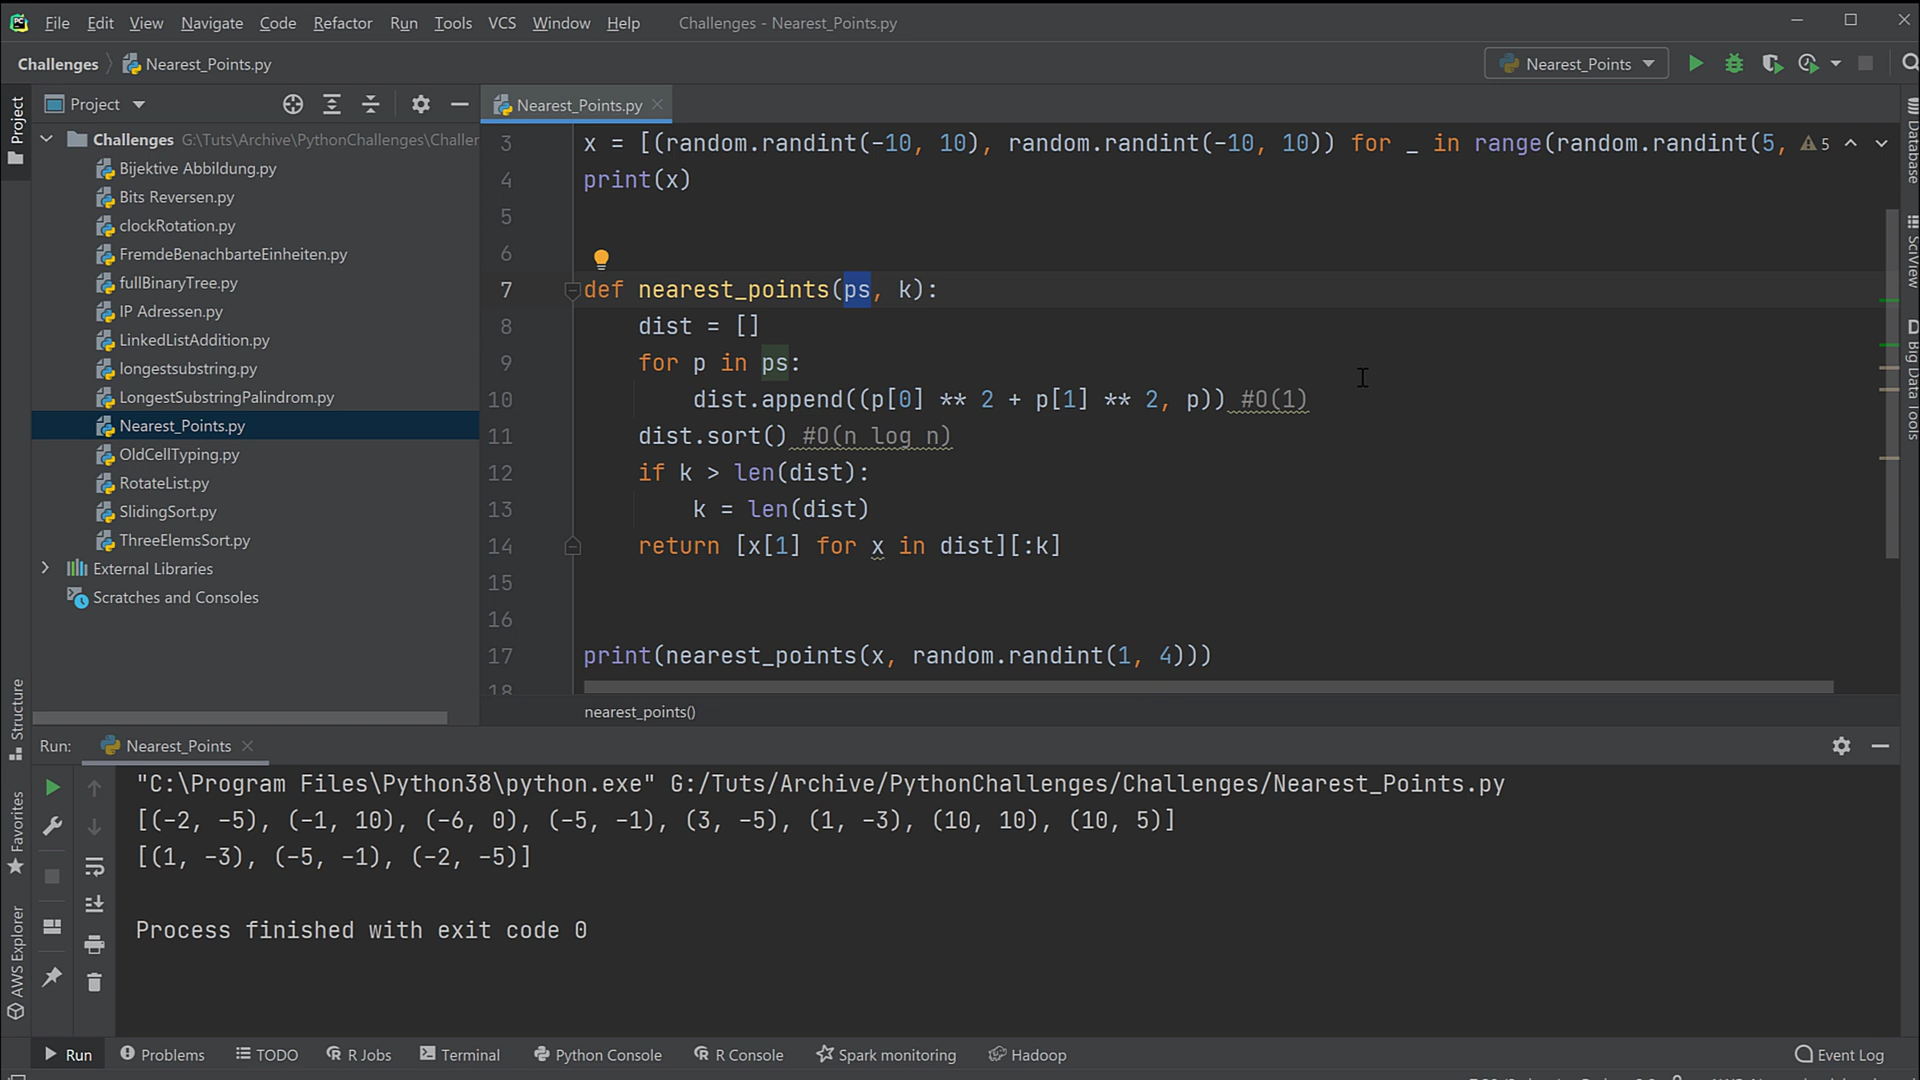 File Edit View Navigate Code Refactor Run Tools VCS Window Help Challenges - Nearest_Points.py
Challenges Nearest_Points.py Nearest_Points
Project Nearest_Points.py
Challenges G:\Tuts\Archive\PythonChallenges\Challer
Bijektive Abbildung.py
Bits Reversen.py
clockRotation.py
FremdeBenachbarteEinheiten.py
fullBinaryTree.py
IP Adressen.py
LinkedListAddition.py
longestsubstring.py
LongestSubstringPalindrom.py
Nearest_Points.py
OldCellTyping.py
RotateList.py
SlidingSort.py
ThreeElemsSort.py
External Libraries
Scratches and Consoles
3 x = [(random.randint(-10, 10), random.randint(-10, 10)) for _ in range(random.randint(5, 5
4 print(x)
5
6
7 def nearest_points(ps, k):
8 dist = []
9 for p in ps:
10 dist.append((p[0] ** 2 + p[1] ** 2, p)) #O(1)
11 dist.sort() #O(n log n)
12 if k > len(dist):
13 k = len(dist)
14 return [x[1] for x in dist][:k]
15
16
17 print(nearest_points(x, random.randint(1, 4)))
18
nearest_points()
Project
Structure
Favorites
AWS Explorer
Database
SciView
Big Data Tools
Run: Nearest_Points
"C:\Program Files\Python38\python.exe" G:/Tuts/Archive/PythonChallenges/Challenges/Nearest_Points.py
[(-2, -5), (-1, 10), (-6, 0), (-5, -1), (3, -5), (1, -3), (10, 10), (10, 5)]
[(1, -3), (-5, -1), (-2, -5)]
Process finished with exit code 0
Run Problems TODO R Jobs Terminal Python Console R Console Spark monitoring Hadoop Event Log